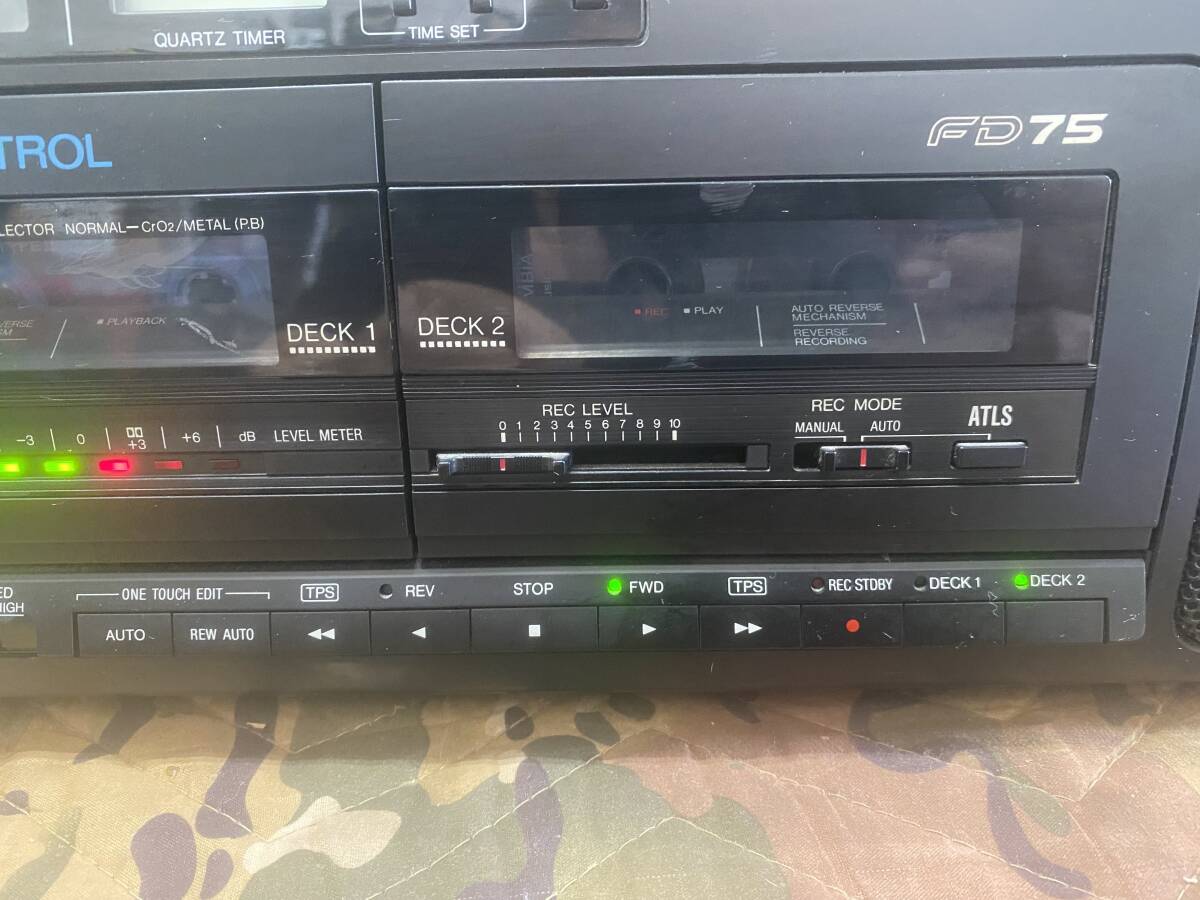 QUARTZ TIMER
TIME SET
TROL
FD75
LECTOR NORMAL—CrO2/METAL (P.B)
PLAYBACK
DECK 1
DECK 2
REC PLAY
AUTO REVERSE
MECHANISM
REVERSE
RECORDING
-3 0 +3 +6 dB LEVEL METER
REC LEVEL
0 1 2 3 4 5 6 7 8 9 10
REC MODE
MANUAL AUTO
ATLS
ED
HIGH
ONE TOUCH EDIT
TPS REV STOP FWD TPS REC STDBY DECK 1 DECK 2
AUTO REW AUTO